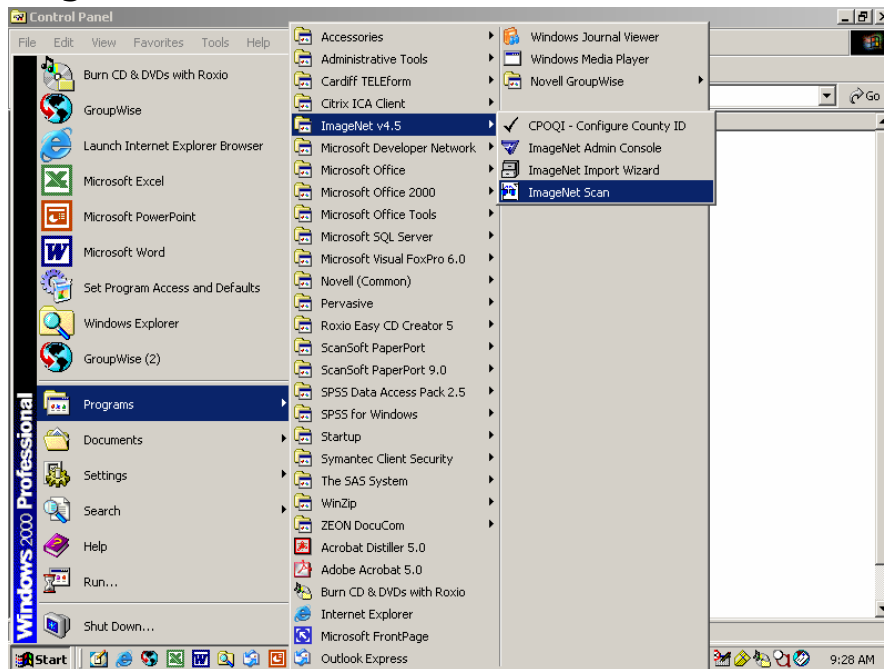 Control Panel
File Edit View Favorites Tools Help
Go
Burn CD & DVDs with Roxio
GroupWise
Launch Internet Explorer Browser
Microsoft Excel
Microsoft PowerPoint
Microsoft Word
Set Program Access and Defaults
Windows Explorer
GroupWise (2)
Programs
Documents
Settings
Search
Help
Run...
Shut Down...
Windows 2000 Professional
Accessories
Administrative Tools
Cardiff TELEform
Citrix ICA Client
ImageNet v4.5
Microsoft Developer Network
Microsoft Office
Microsoft Office 2000
Microsoft Office Tools
Microsoft SQL Server
Microsoft Visual FoxPro 6.0
Novell (Common)
Pervasive
Roxio Easy CD Creator 5
ScanSoft PaperPort
ScanSoft PaperPort 9.0
SPSS Data Access Pack 2.5
SPSS for Windows
Startup
Symantec Client Security
The SAS System
WinZip
ZEON DocuCom
Acrobat Distiller 5.0
Adobe Acrobat 5.0
Burn CD & DVDs with Roxio
Internet Explorer
Microsoft FrontPage
Outlook Express
Windows Journal Viewer
Windows Media Player
Novell GroupWise
CPOQI - Configure County ID
ImageNet Admin Console
ImageNet Import Wizard
ImageNet Scan
Start
9:28 AM